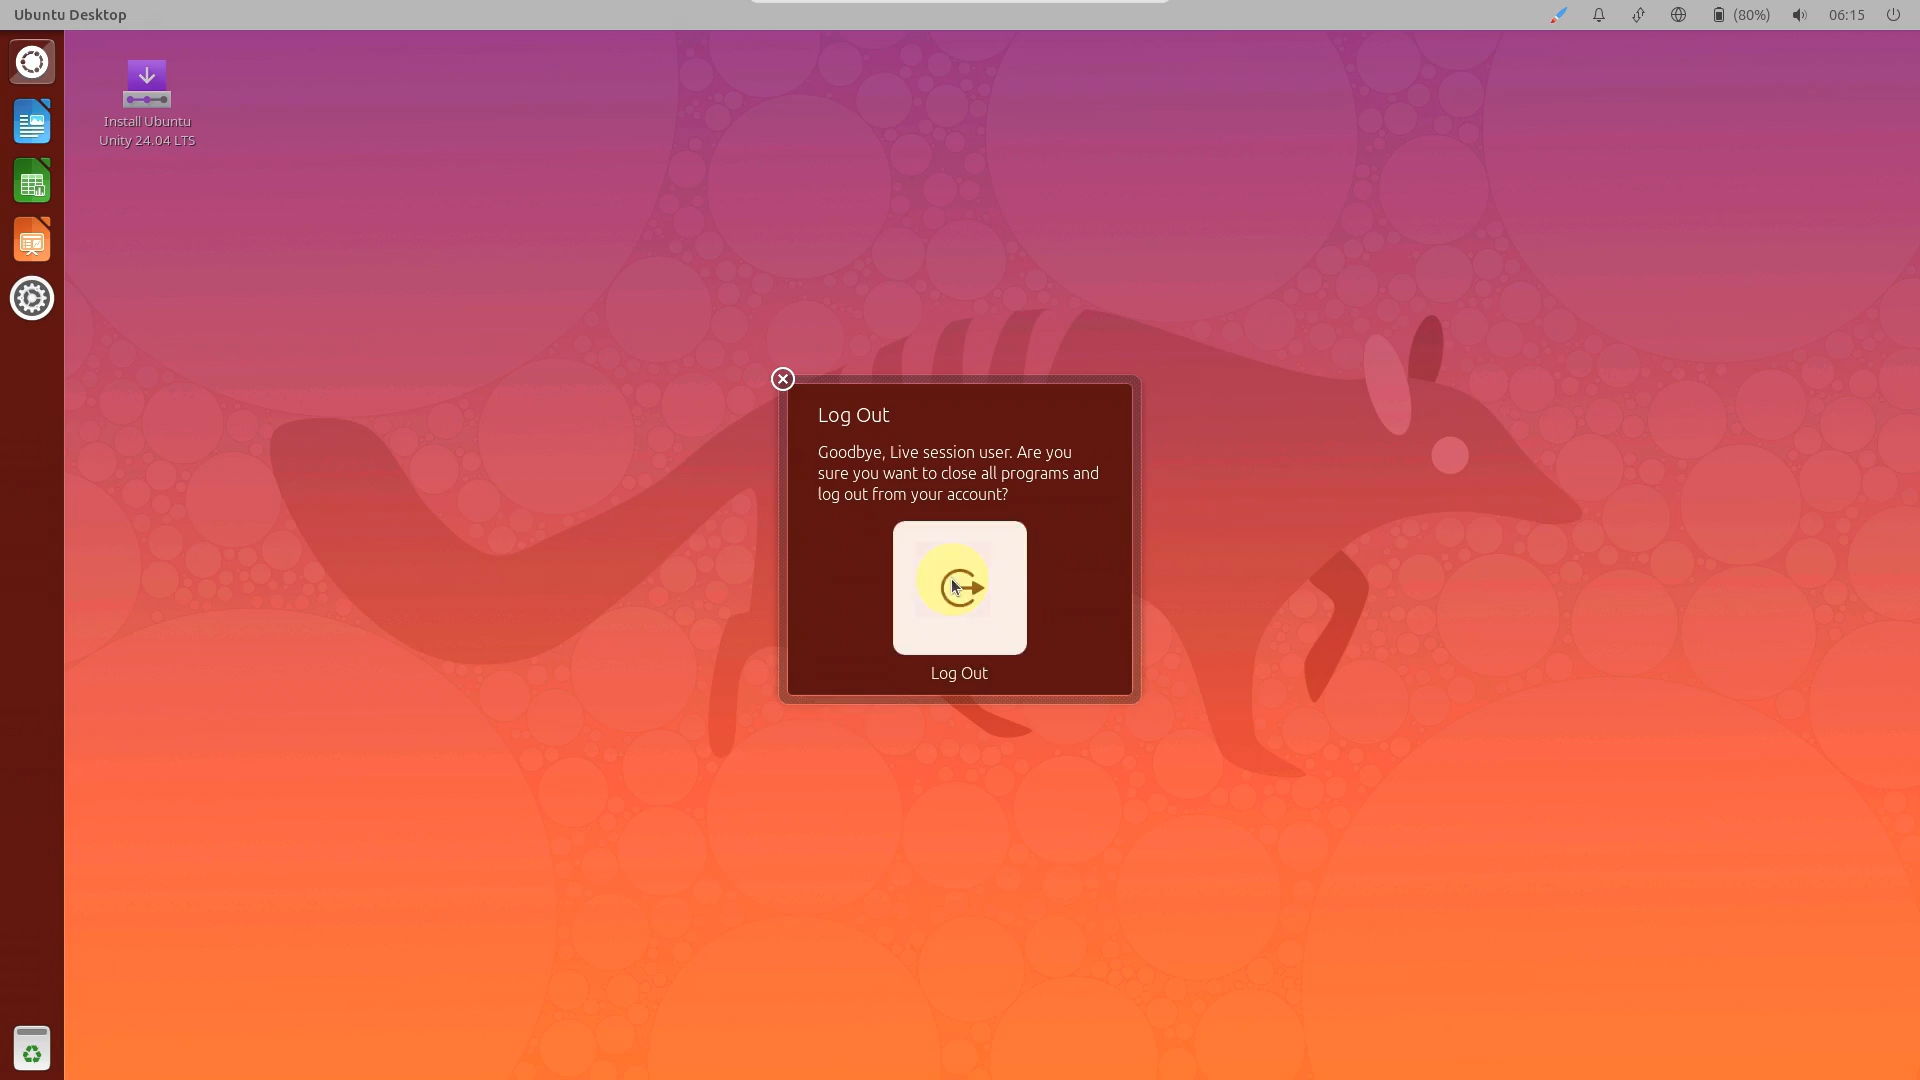 Ubuntu Desktop
(80%)
06:15
Install Ubuntu
Unity 24.04 LTS
Log Out
Goodbye, Live session user. Are you
sure you want to close all programs and
log out from your account?
Log Out